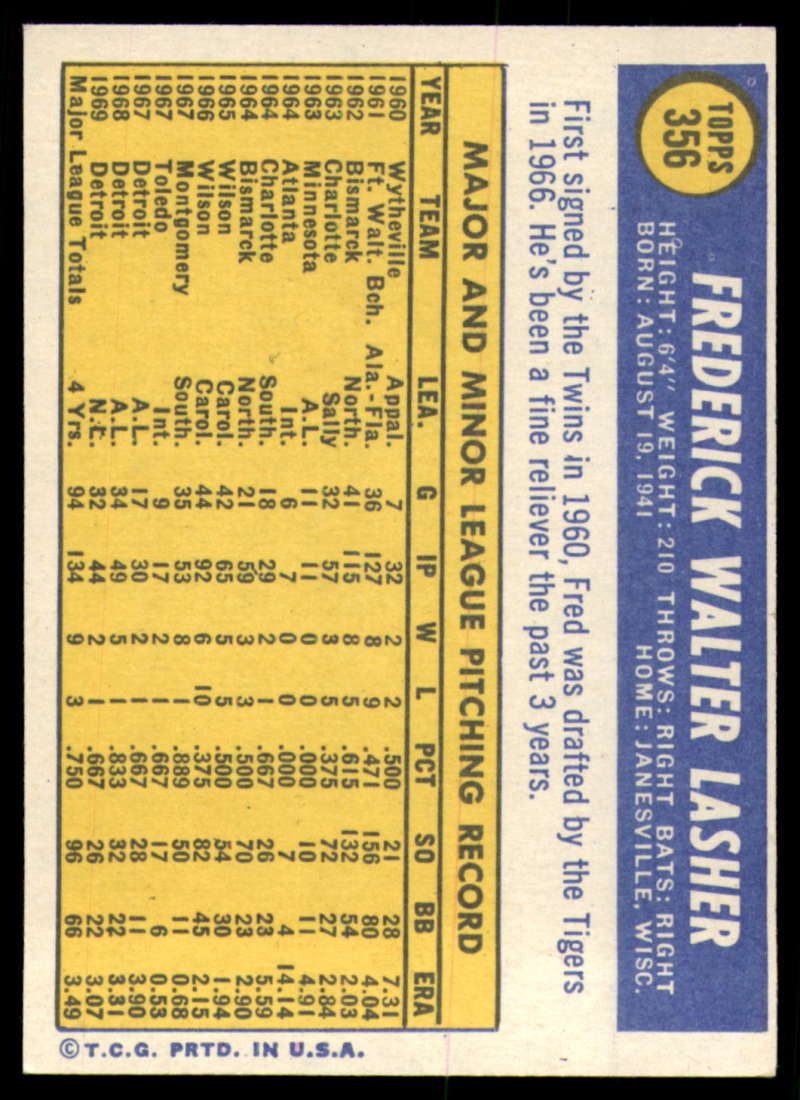 TOPPS
356
FREDERICK WALTER LASHER
HEIGHT: 6'4" WEIGHT: 210 THROWS: RIGHT BATS: RIGHT
BORN: AUGUST 19, 1941 HOME: JANESVILLE, WISC.
First signed by the Twins in 1960, Fred was drafted by the Tigers
in 1966. He's been a fine reliever the past 3 years.
MAJOR AND MINOR LEAGUE PITCHING RECORD
YEAR TEAM LEA. G IP W L PCT SO BB ERA
1960 Wytheville Appal. 7 32 2 2 .500 21 28 7.31
1961 Ft. Walt. Bch. Ala.-Fla. 36 127 8 9 .471 156 80 4.04
1962 Bismarck North. 41 115 8 5 .615 132 54 2.03
1963 Charlotte Sally 32 57 3 5 .375 72 27 2.84
1963 Minnesota A.L. 11 11 0 0 .000 10 11 4.91
1964 Atlanta Int. 6 7 0 0 .000 7 4 14.14
1964 Charlotte South. 18 29 2 1 .667 26 23 5.59
1964 Bismarck North. 21 59 3 3 .500 70 23 2.90
1965 Wilson Carol. 42 65 5 5 .500 54 30 1.94
1966 Wilson Carol. 44 92 6 10 .375 82 45 2.15
1967 Montgomery South. 35 53 8 1 .889 50 11 0.68
1967 Toledo Int. 9 17 2 1 .667 17 6 0.53
1967 Detroit A.L. 17 30 2 1 .667 28 11 3.90
1968 Detroit A.L. 34 49 5 1 .833 32 22 3.31
1969 Detroit N.L. 32 44 2 1 .667 26 22 3.07
Major League Totals 4 Yrs. 94 134 9 3 .750 96 66 3.49
© T.C.G. PRTD. IN U.S.A.